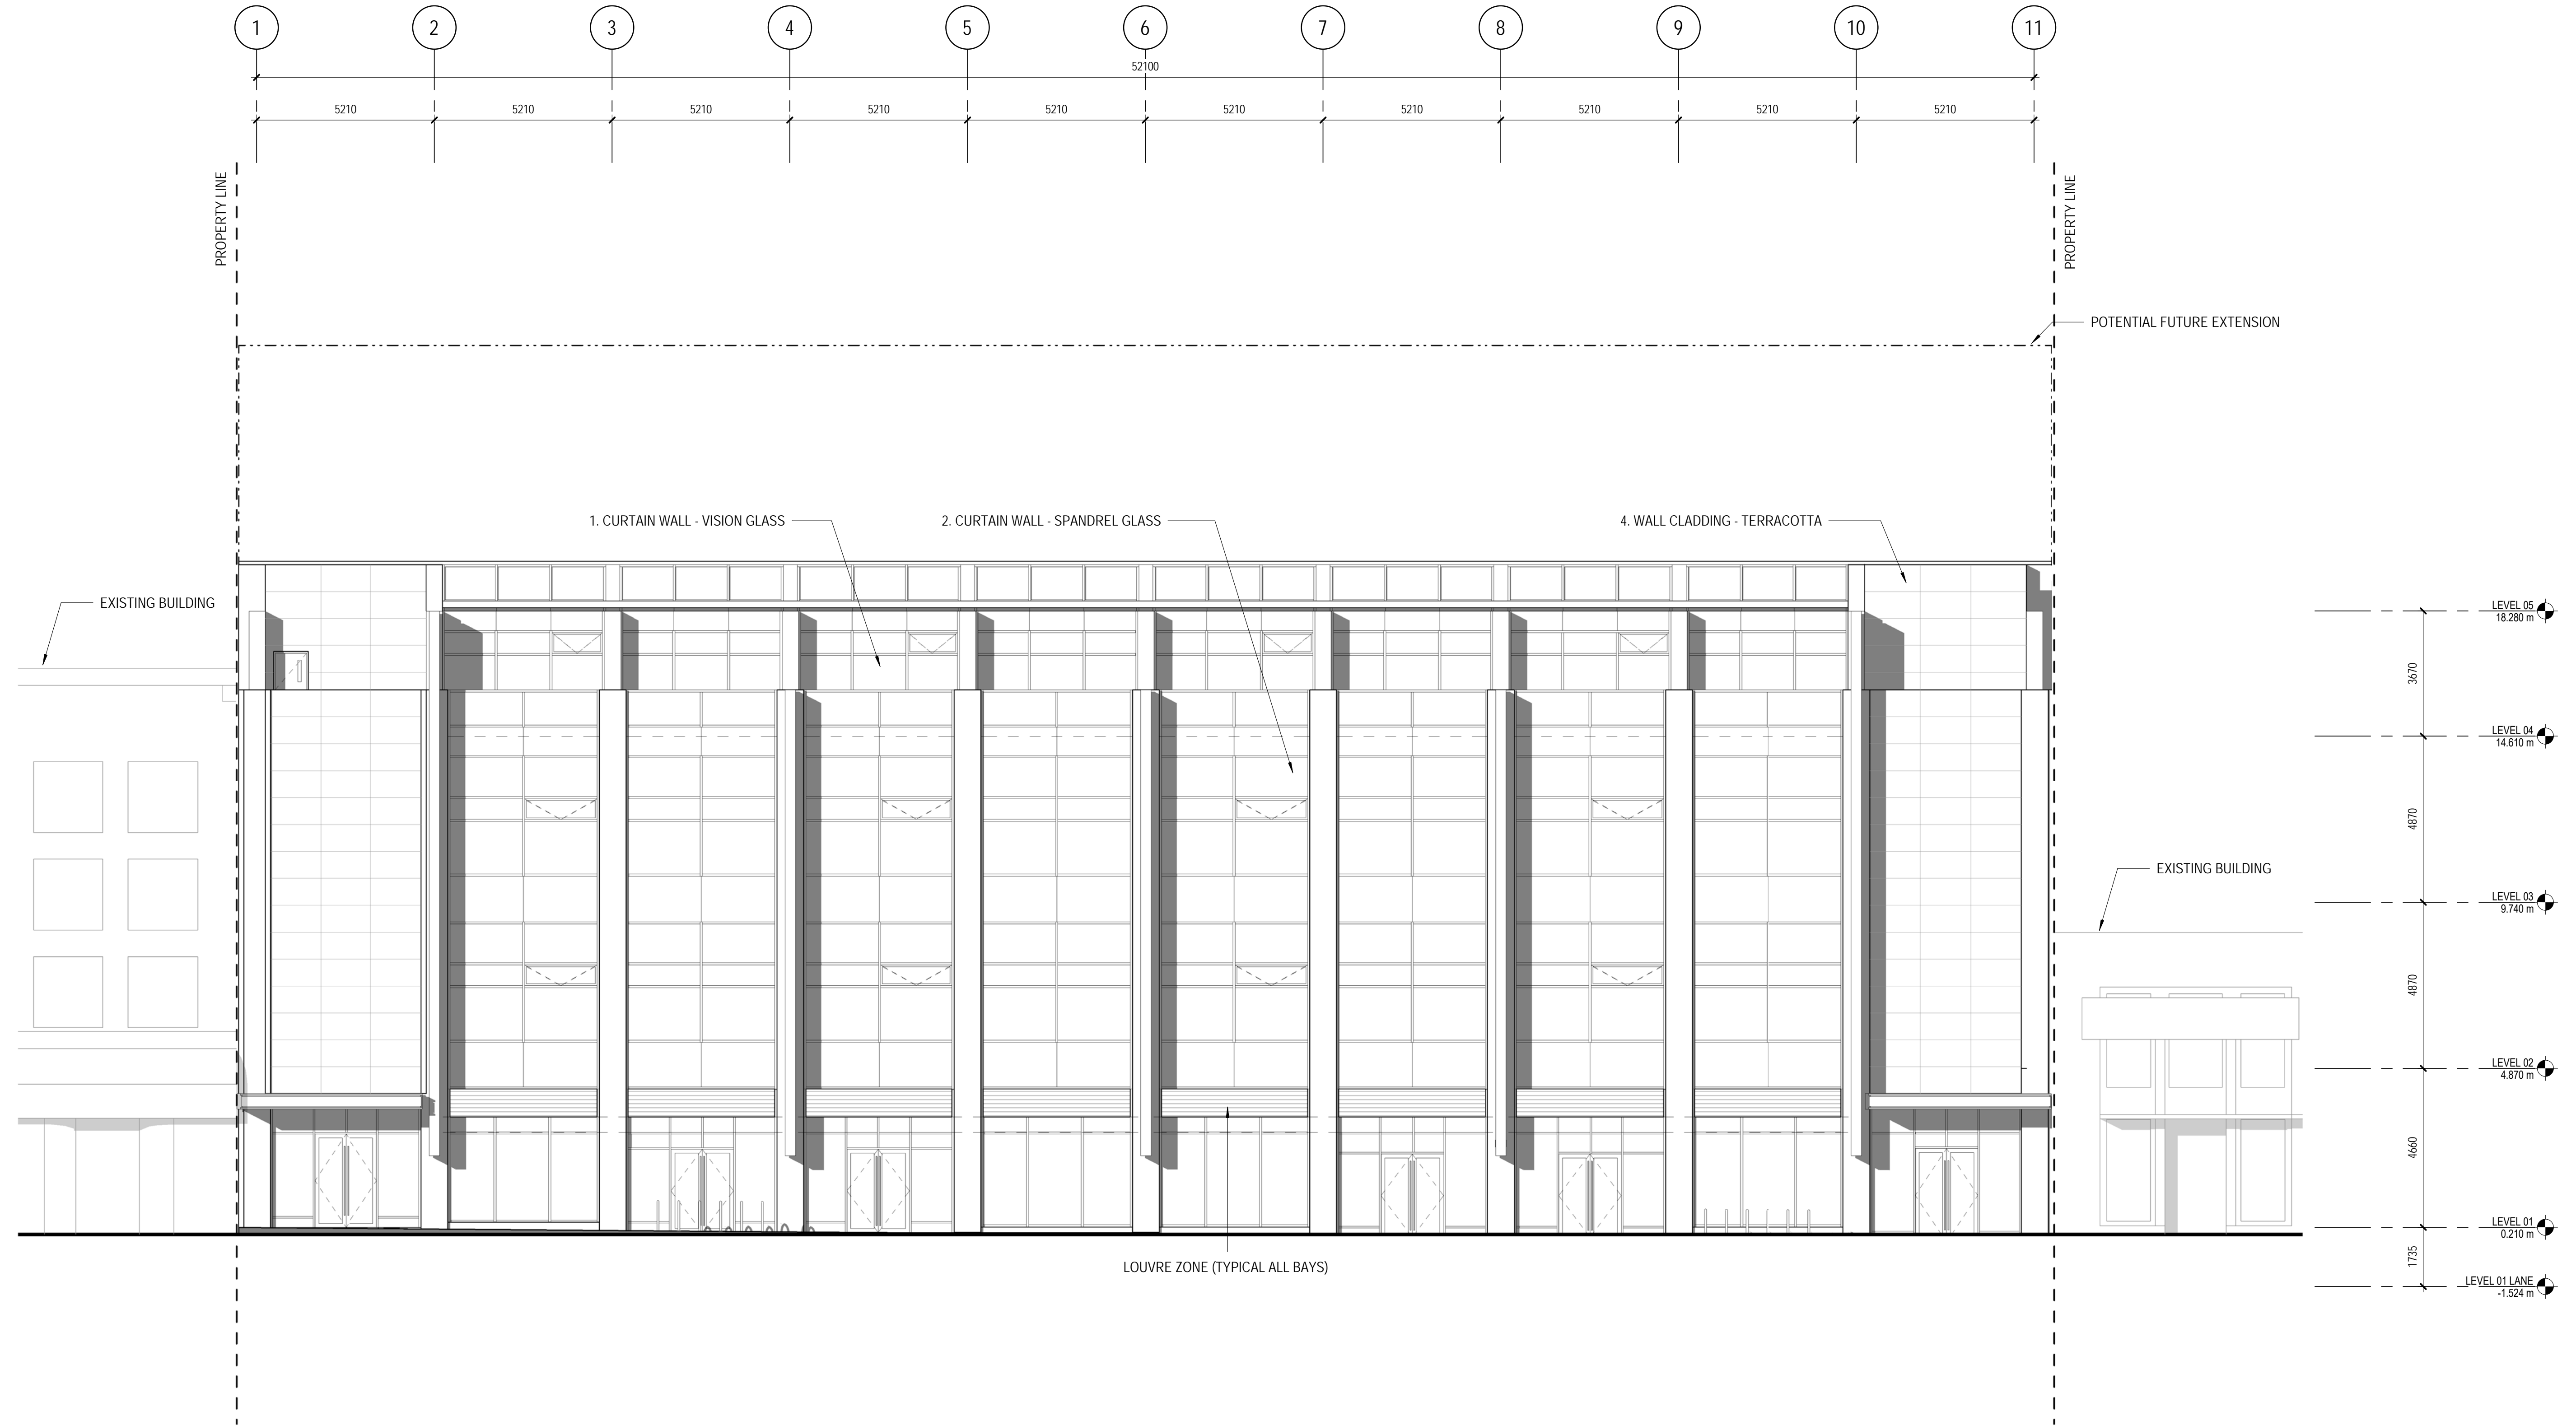 1 2 3 4 5 6 7 8 9 10 11
52100
5210 5210 5210 5210 5210 5210 5210 5210 5210 5210
PROPERTY LINE
PROPERTY LINE
POTENTIAL FUTURE EXTENSION
1. CURTAIN WALL - VISION GLASS
2. CURTAIN WALL - SPANDREL GLASS
4. WALL CLADDING - TERRACOTTA
EXISTING BUILDING
EXISTING BUILDING
LOUVRE ZONE (TYPICAL ALL BAYS)
LEVEL 05
18.280 m
3670
LEVEL 04
14.610 m
4870
LEVEL 03
9.740 m
4870
LEVEL 02
4.870 m
4660
LEVEL 01
0.210 m
1735
LEVEL 01 LANE
-1.524 m